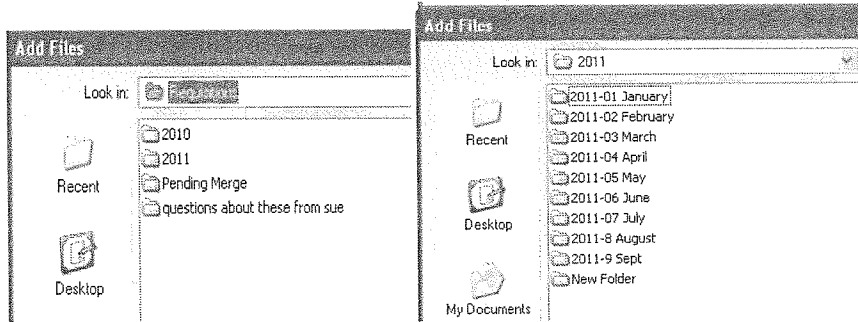 Add Files
Look in:
2010
2011
Pending Merge
questions about these from sue
Recent
Desktop
Add Files
Look in:
2011
2011-01 January
2011-02 February
2011-03 March
2011-04 April
2011-05 May
2011-06 June
2011-07 July
2011-8 August
2011-9 Sept
New Folder
Recent
Desktop
My Documents